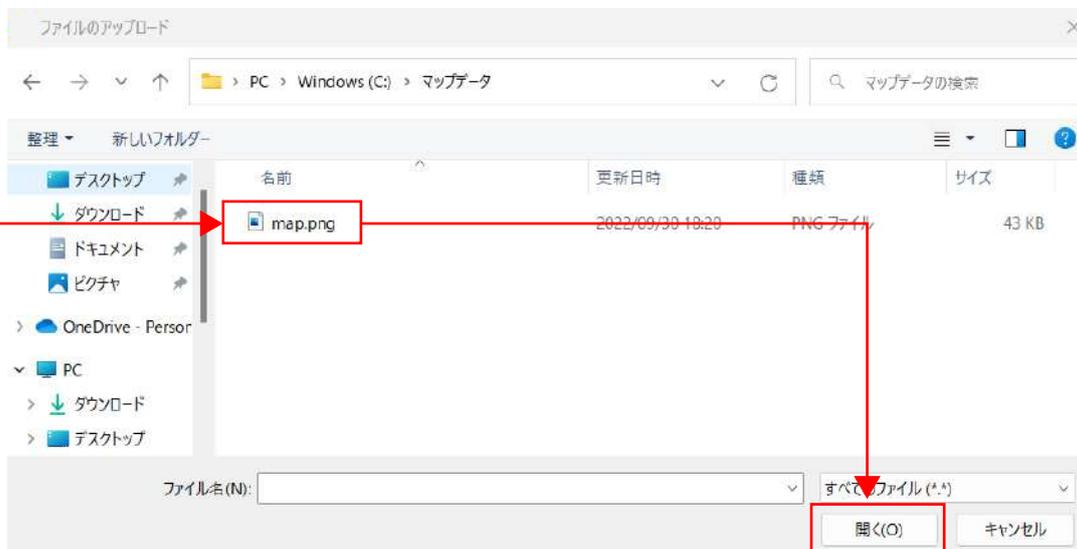 ファイルのアップロード
PC > Windows (C:) > マップデータ
マップデータの検索
整理
新しいフォルダー
名前 更新日時 種類 サイズ
map.png 2022/09/30 18:20 PNG ファイル 43 KB
デスクトップ
ダウンロード
ドキュメント
ピクチャ
OneDrive - Person
PC
ダウンロード
デスクトップ
ファイル名(N):
すべてのファイル (*.*)
開く(O)
キャンセル